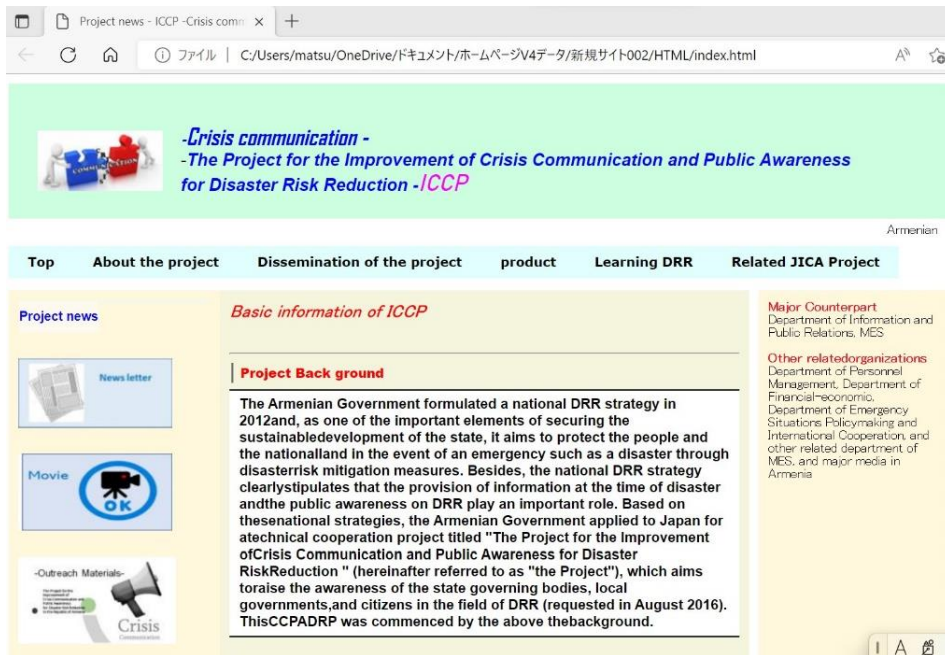 Project news - ICCP -Crisis comm
ファイル | C:/Users/matsu/OneDrive/ドキュメント/ホームページV4データ/新規サイト002/HTML/index.html
COMMUNICATION
-Crisis communication -
-The Project for the Improvement of Crisis Communication and Public Awareness
for Disaster Risk Reduction -ICCP
Armenian
Top About the project Dissemination of the project product Learning DRR Related JICA Project
Project news
News letter
Movie
OK
-Outreach Materials-
Crisis
Communication
Basic information of ICCP
Project Back ground
The Armenian Government formulated a national DRR strategy in
2012and, as one of the important elements of securing the
sustainabledevelopment of the state, it aims to protect the people and
the nationalland in the event of an emergency such as a disaster through
disasterrisk mitigation measures. Besides, the national DRR strategy
clearlystipulates that the provision of information at the time of disaster
andthe public awareness on DRR play an important role. Based on
thesenational strategies, the Armenian Government applied to Japan for
atechnical cooperation project titled "The Project for the Improvement
ofCrisis Communication and Public Awareness for Disaster
RiskReduction " (hereinafter referred to as "the Project"), which aims
toraise the awareness of the state governing bodies, local
governments,and citizens in the field of DRR (requested in August 2016).
ThisCCPADRP was commenced by the above thebackground.
Major Counterpart
Department of Information and
Public Relations, MES
Other relatedorganizations
Department of Personnel
Management, Department of
Financial-economic,
Department of Emergency
Situations Policymaking and
International Cooperation, and
other related department of
MES, and major media in
Armenia
A